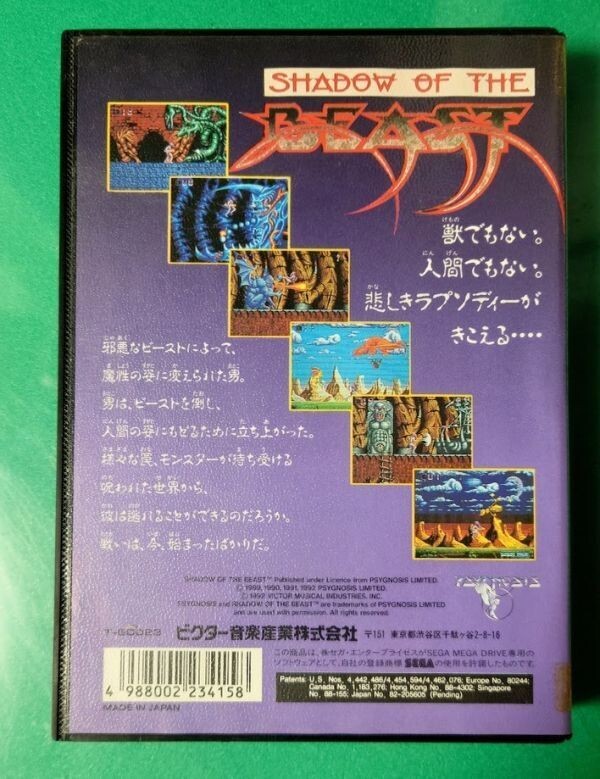 SHADOW OF THE
BEAST
獣でもない。
人間でもない。
悲しきラプソディーが
きこえる‥‥
邪悪なビーストによって、
魔性の姿に変えられた男。
男は、ビーストを倒し、
人間の姿にもどるために立ち上がった。
様々な罠、モンスターが待ち受ける
呪われた世界から、
彼は逃れることができるのだろうか。
戦いは、今、始まったばかりだ。
SHADOW OF THE BEAST™ Published under Licence from PSYGNOSIS LIMITED.
© 1989, 1990, 1991, 1992 PSYGNOSIS LIMITED.
© 1992 VICTOR MUSICAL INDUSTRIES, INC.
PSYGNOSIS and SHADOW OF THE BEAST™ are trademarks of PSYGNOSIS LIMITED
and are used with permission. All rights reserved.
PSYGNOSIS
T-60023 ビクター音楽産業株式会社 〒151 東京都渋谷区千駄ヶ谷2-8-16
この商品は、㈱セガ・エンタープライゼスがSEGA MEGA DRIVE専用の
ソフトウェアとして、自社の登録商標 SEGA の使用を許諾したものです。
Patents: U.S. Nos. 4,442,486/4,454,594/4,462,076; Europe No. 80244;
Canada No. 1,183,276; Hong Kong No. 88-4302; Singapore
No. 88-155; Japan No. 82-205605 (Pending)
4 988002 234158
MADE IN JAPAN